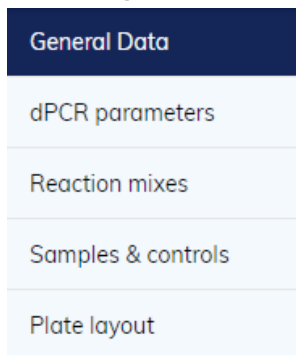 General Data
dPCR parameters
Reaction mixes
Samples & controls
Plate layout